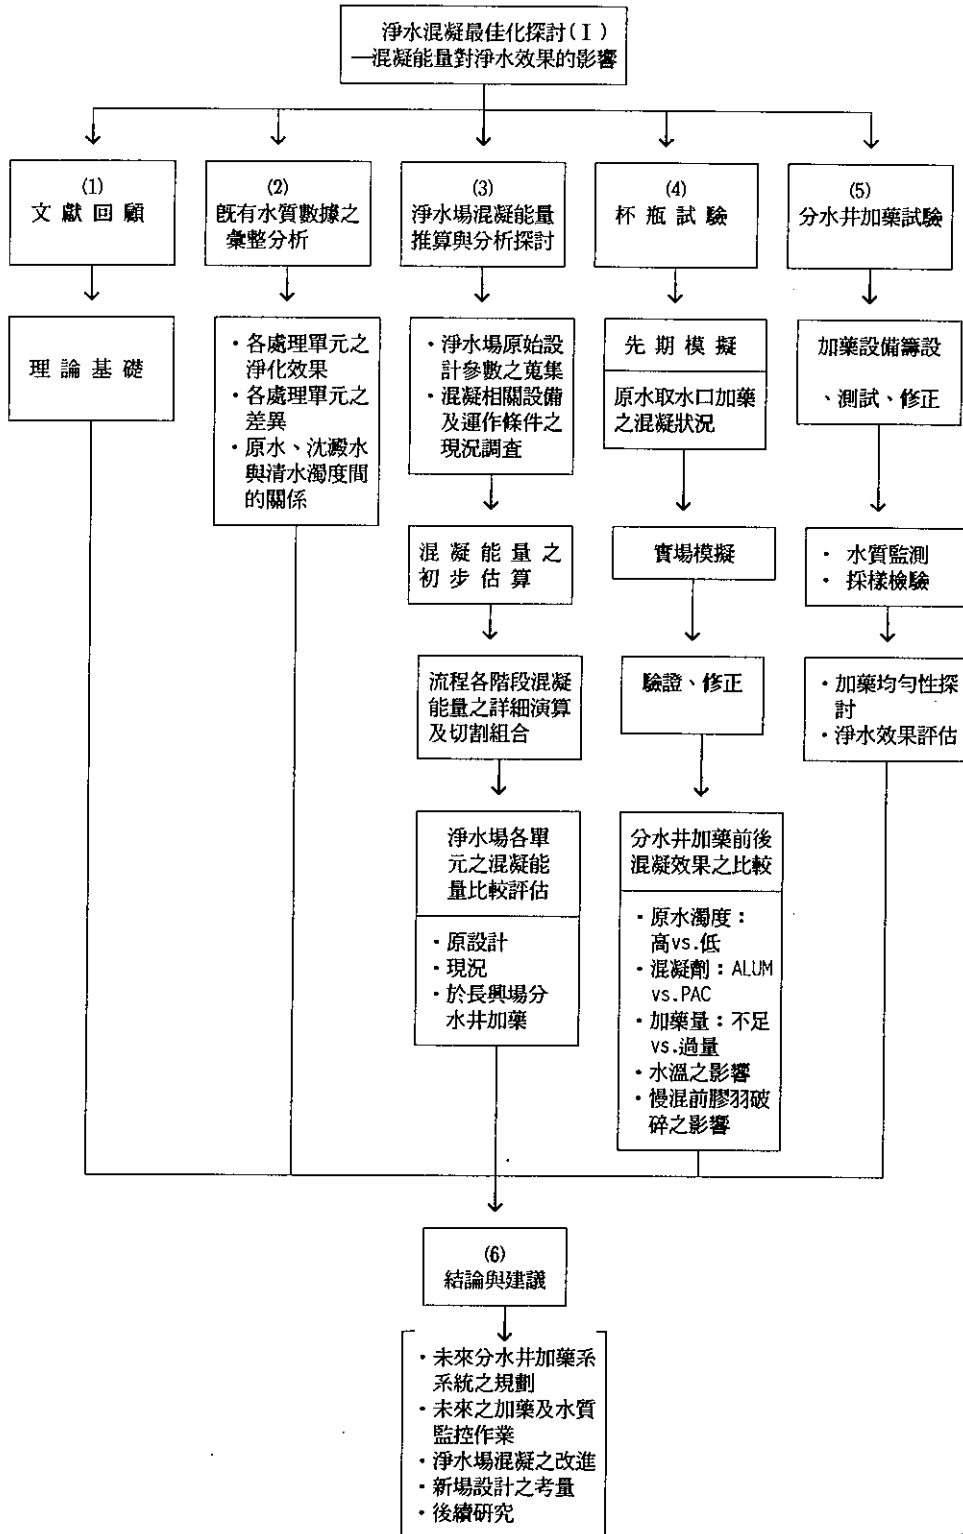 淨水混凝最佳化探討(I)
—混凝能量對淨水效果的影響
(1)
文獻回顧
理論基礎
(2)
既有水質數據之
彙整分析
・各處理單元之
淨化效果
・各處理單元之
差異
・原水、沈澱水
與清水濁度間
的關係
(3)
淨水場混凝能量
推算與分析探討
・淨水場原始設
計參數之蒐集
・混凝相關設備
及運作條件之
現況調查
混凝能量之
初步估算
流程各階段混凝
能量之詳細演算
及切割組合
淨水場各單
元之混凝能
量比較評估
・原設計
・現況
・於長興場分
水井加藥
(4)
杯瓶試驗
先期模擬
原水取水口加藥
之混凝狀況
實場模擬
驗證、修正
分水井加藥前後
混凝效果之比較
・原水濁度：
高vs.低
・混凝劑：ALUM
vs.PAC
・加藥量：不足
vs.過量
・水溫之影響
・慢混前膠羽破
碎之影響
(5)
分水井加藥試驗
加藥設備籌設
、測試、修正
・水質監測
・採樣檢驗
・加藥均勻性探
討
・淨水效果評估
(6)
結論與建議
・未來分水井加藥系
系統之規劃
・未來之加藥及水質
監控作業
・淨水場混凝之改進
・新場設計之考量
・後續研究